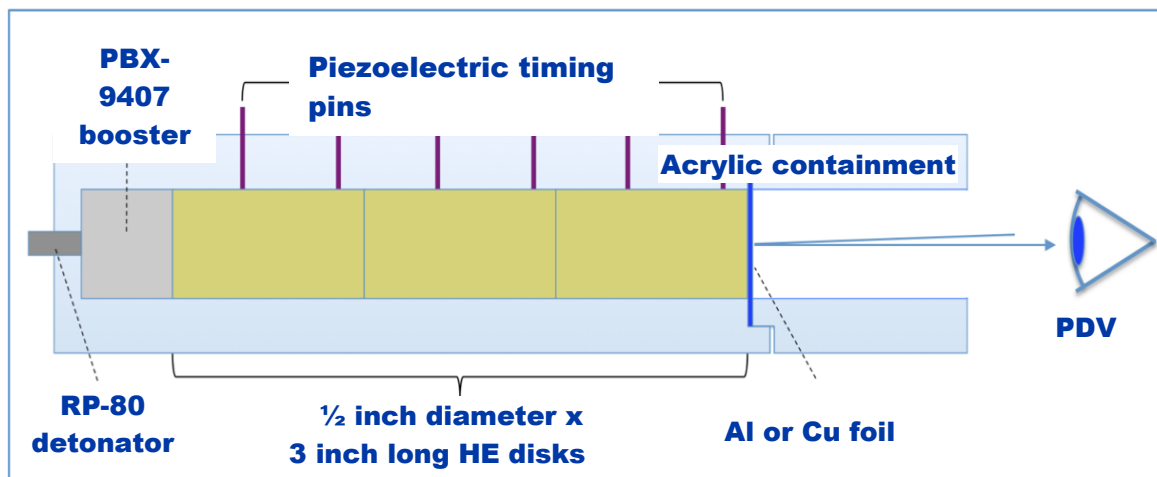 PBX-
9407
booster
Piezoelectric timing
pins
Acrylic containment
PDV
RP-80
detonator
½ inch diameter x
3 inch long HE disks
Al or Cu foil